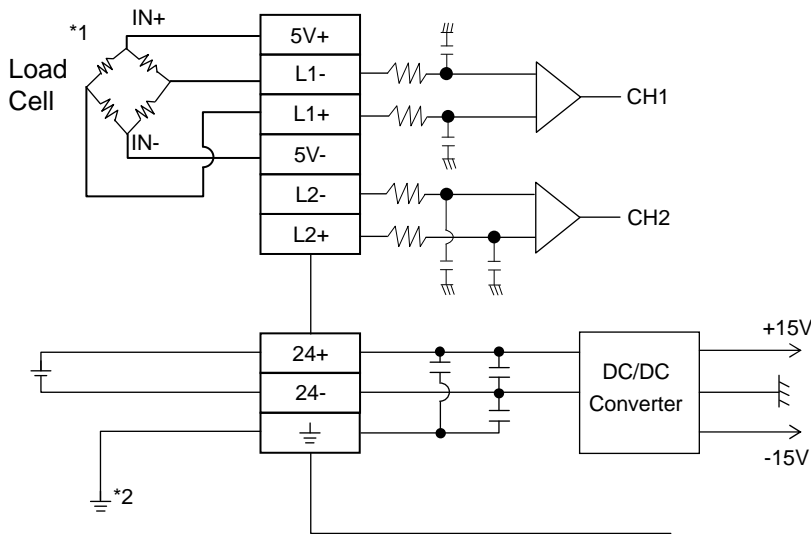 IN+
*1
Load
Cell
IN-
5V+
L1-
L1+
5V-
L2-
L2+
CH1
CH2
24+
24-
*2
DC/DC
Converter
+15V
-15V